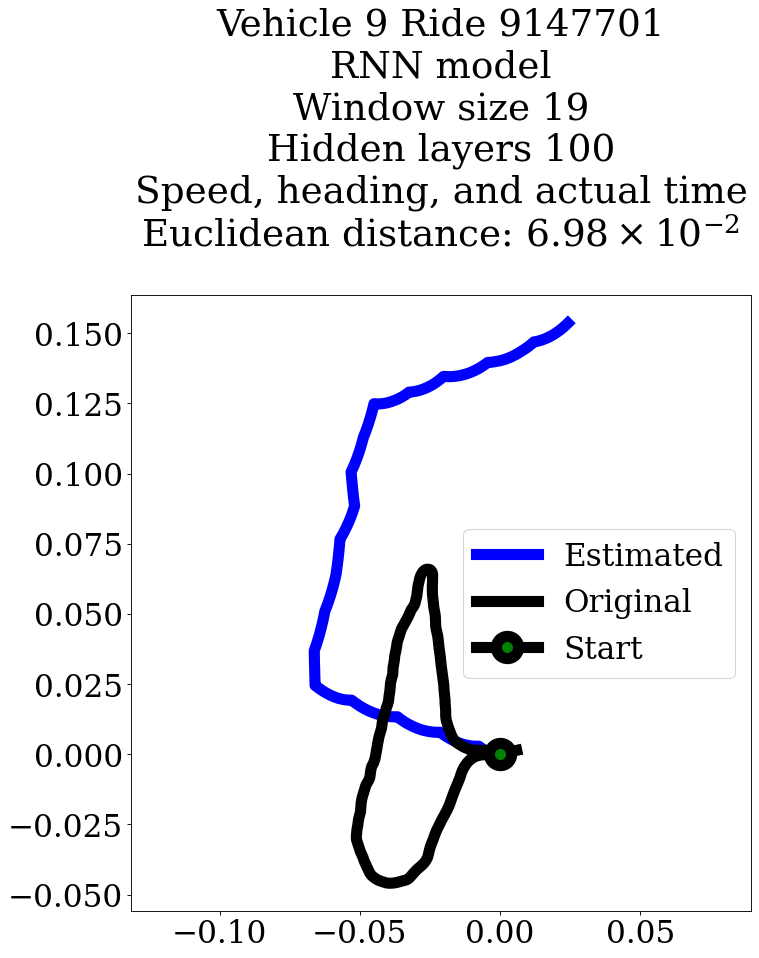 Vehicle 9 Ride 9147701
RNN model
Window size 19
Hidden layers 100
Speed, heading, and actual time
Euclidean distance: 6.98 × 10⁻²
0.150
0.125
0.100
0.075
0.050
0.025
0.000
−0.025
−0.050
Estimated
Original
Start
−0.10 −0.05 0.00 0.05